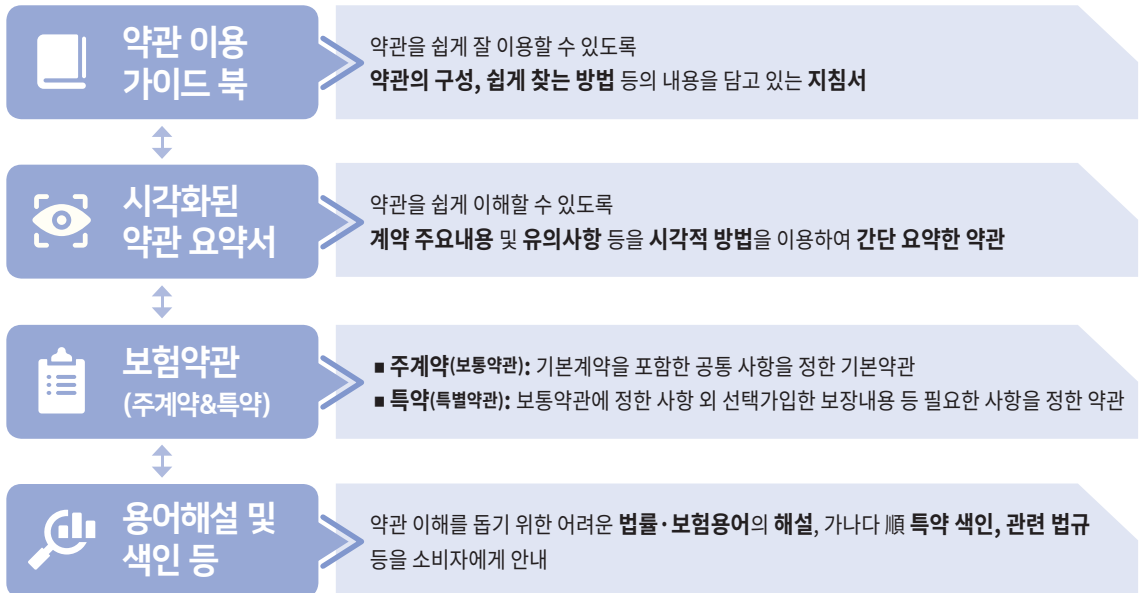 약관 이용
가이드 북
약관을 쉽게 잘 이용할 수 있도록
약관의 구성, 쉽게 찾는 방법 등의 내용을 담고 있는 지침서
시각화된
약관 요약서
약관을 쉽게 이해할 수 있도록
계약 주요내용 및 유의사항 등을 시각적 방법을 이용하여 간단 요약한 약관
보험약관
(주계약&특약)
■ 주계약(보통약관): 기본계약을 포함한 공통 사항을 정한 기본약관
■ 특약(특별약관): 보통약관에 정한 사항 외 선택가입한 보장내용 등 필요한 사항을 정한 약관
용어해설 및
색인 등
약관 이해를 돕기 위한 어려운 법률·보험용어의 해설, 가나다 順 특약 색인, 관련 법규
등을 소비자에게 안내